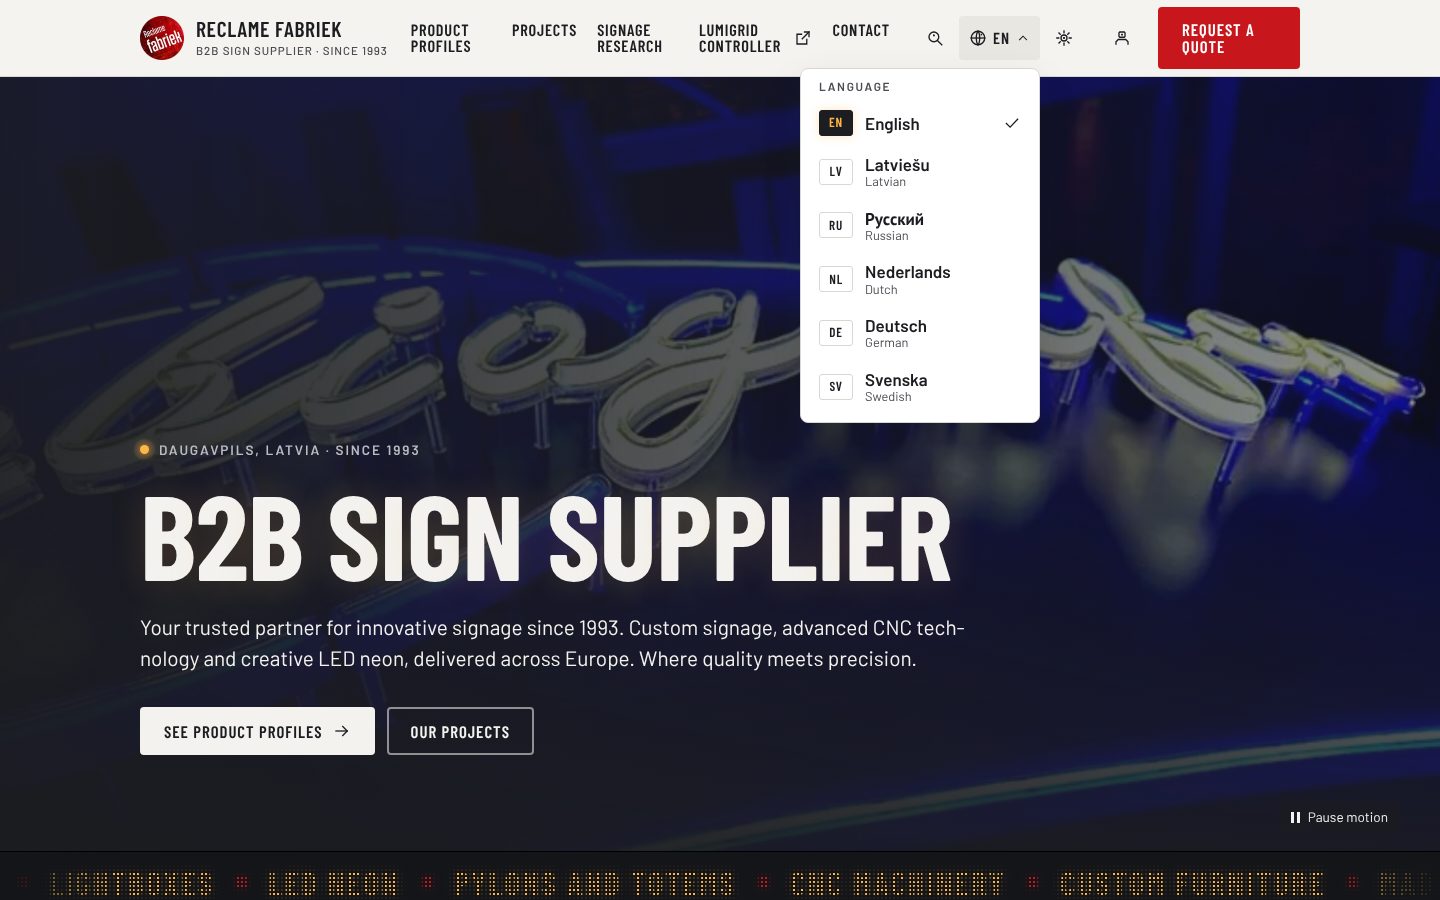 Reclame fabriek
RECLAME FABRIEK
B2B SIGN SUPPLIER · SINCE 1993
PRODUCT
PROFILES
PROJECTS
SIGNAGE
RESEARCH
LUMIGRID
CONTROLLER
CONTACT
EN
REQUEST A
QUOTE
LANGUAGE
EN English
LV Latviešu
Latvian
RU Русский
Russian
NL Nederlands
Dutch
DE Deutsch
German
SV Svenska
Swedish
DAUGAVPILS, LATVIA · SINCE 1993
B2B SIGN SUPPLIER
Your trusted partner for innovative signage since 1993. Custom signage, advanced CNC tech-
nology and creative LED neon, delivered across Europe. Where quality meets precision.
SEE PRODUCT PROFILES
OUR PROJECTS
Pause motion
LIGHTBOXES LED NEON PYLONS AND TOTEMS CNC MACHINERY CUSTOM FURNITURE MAD